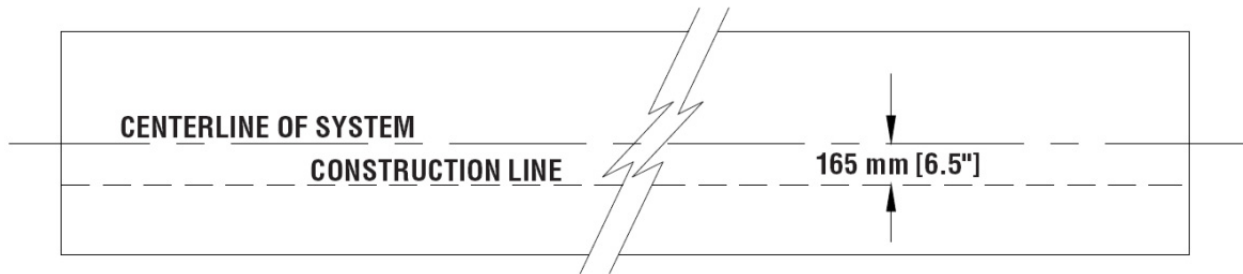 CENTERLINE OF SYSTEM
CONSTRUCTION LINE
165 mm [6.5"]